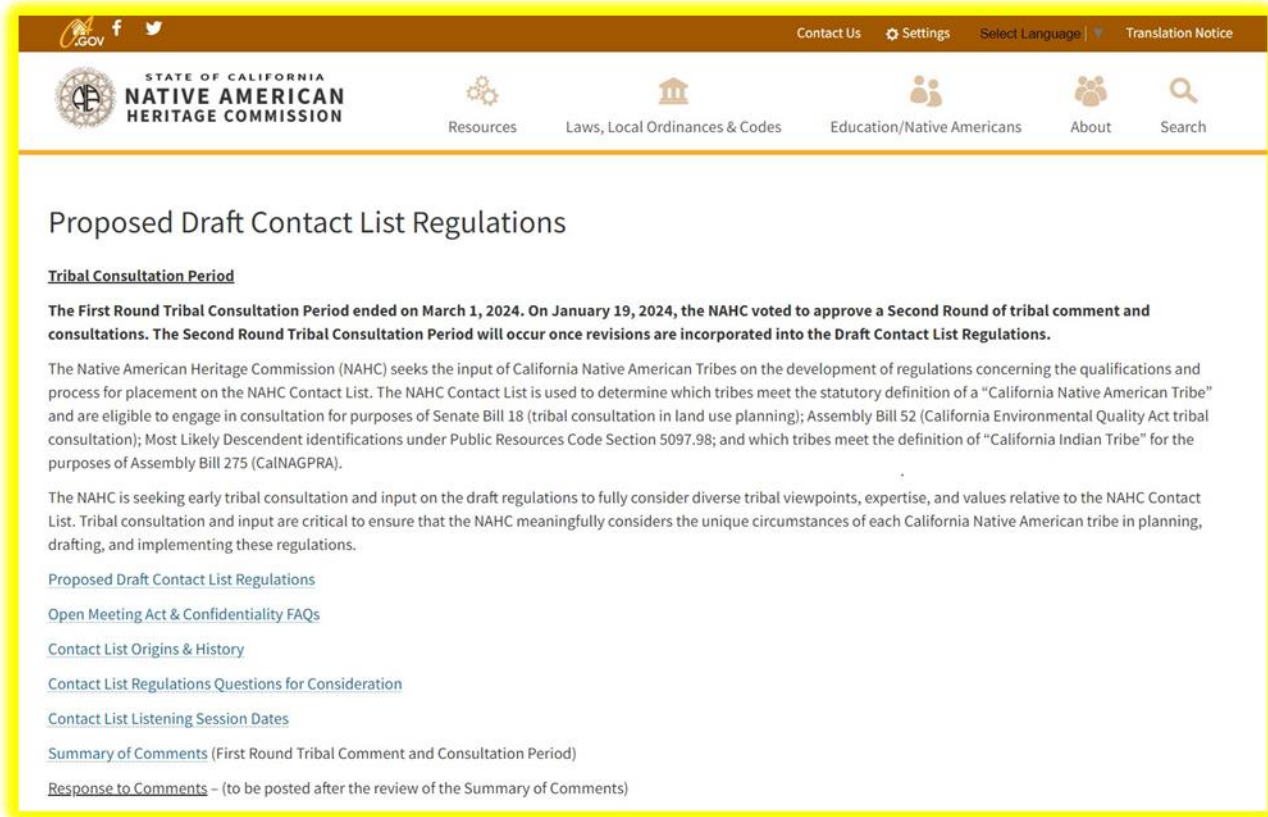 CA.GOV
Contact Us Settings Select Language | ▼ Translation Notice
STATE OF CALIFORNIA
NATIVE AMERICAN
HERITAGE COMMISSION
Resources Laws, Local Ordinances & Codes Education/Native Americans About Search
Proposed Draft Contact List Regulations
Tribal Consultation Period
The First Round Tribal Consultation Period ended on March 1, 2024. On January 19, 2024, the NAHC voted to approve a Second Round of tribal comment and
consultations. The Second Round Tribal Consultation Period will occur once revisions are incorporated into the Draft Contact List Regulations.
The Native American Heritage Commission (NAHC) seeks the input of California Native American Tribes on the development of regulations concerning the qualifications and
process for placement on the NAHC Contact List. The NAHC Contact List is used to determine which tribes meet the statutory definition of a “California Native American Tribe”
and are eligible to engage in consultation for purposes of Senate Bill 18 (tribal consultation in land use planning); Assembly Bill 52 (California Environmental Quality Act tribal
consultation); Most Likely Descendent identifications under Public Resources Code Section 5097.98; and which tribes meet the definition of “California Indian Tribe” for the
purposes of Assembly Bill 275 (CalNAGPRA).
The NAHC is seeking early tribal consultation and input on the draft regulations to fully consider diverse tribal viewpoints, expertise, and values relative to the NAHC Contact
List. Tribal consultation and input are critical to ensure that the NAHC meaningfully considers the unique circumstances of each California Native American tribe in planning,
drafting, and implementing these regulations.
Proposed Draft Contact List Regulations
Open Meeting Act & Confidentiality FAQs
Contact List Origins & History
Contact List Regulations Questions for Consideration
Contact List Listening Session Dates
Summary of Comments (First Round Tribal Comment and Consultation Period)
Response to Comments – (to be posted after the review of the Summary of Comments)